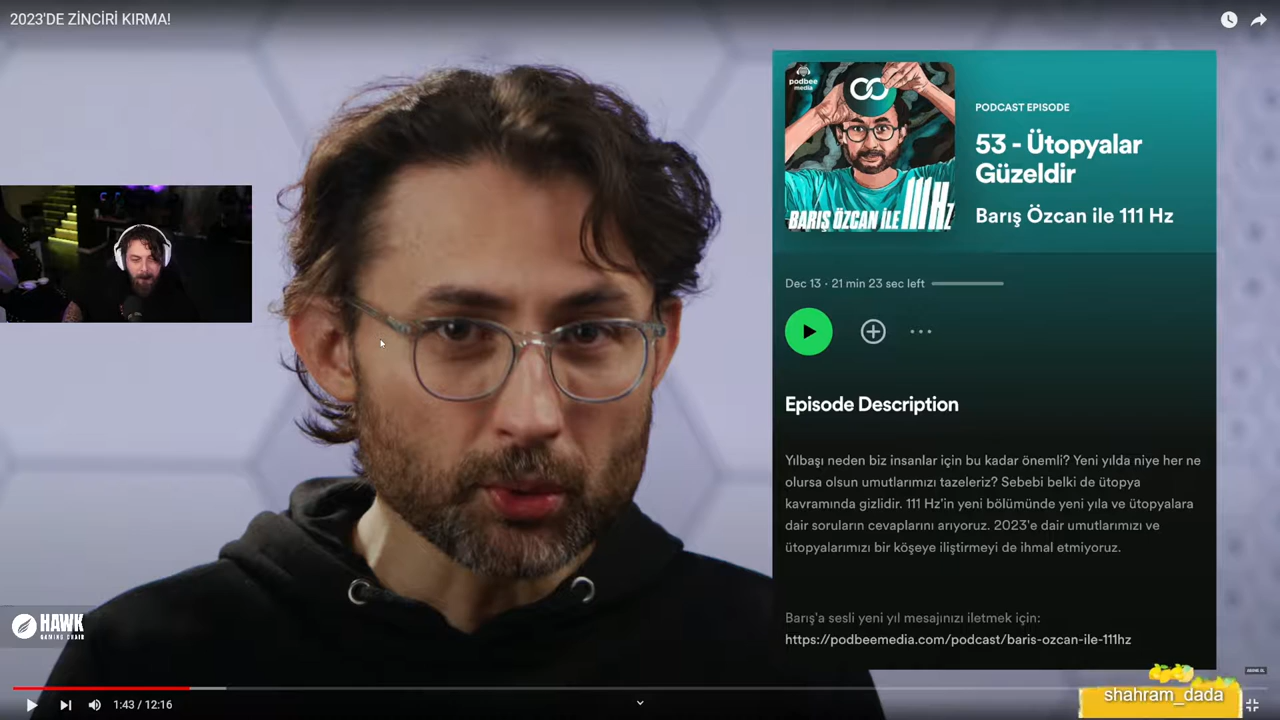 2023'DE ZİNCİRİ KIRMA!
podbee
media
BARIŞ ÖZCAN İLE 111 Hz
PODCAST EPISODE
53 - Ütopyalar
Güzeldir
Barış Özcan ile 111 Hz
Dec 13 · 21 min 23 sec left
Episode Description
Yılbaşı neden biz insanlar için bu kadar önemli? Yeni yılda niye her ne
olursa olsun umutlarımızı tazeleriz? Sebebi belki de ütopya
kavramında gizlidir. 111 Hz'in yeni bölümünde yeni yıla ve ütopyalara
dair soruların cevaplarını arıyoruz. 2023'e dair umutlarımızı ve
ütopyalarımızı bir köşeye iliştirmeyi de ihmal etmiyoruz.
Barış'a sesli yeni yıl mesajınızı iletmek için:
https://podbeemedia.com/podcast/baris-ozcan-ile-111hz
HAWK
GAMING CHAIR
shahram_dada
1:43 / 12:16